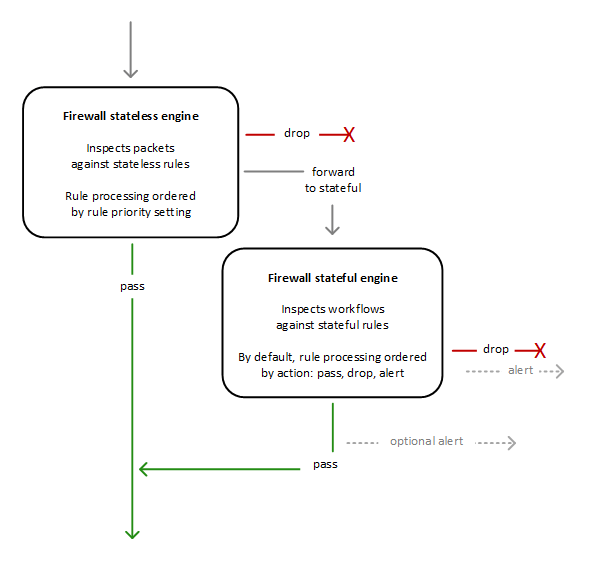 Firewall stateless engine
Inspects packets
against stateless rules
Rule processing ordered
by rule priority setting
drop
X
forward
to stateful
pass
Firewall stateful engine
Inspects workflows
against stateful rules
By default, rule processing ordered
by action: pass, drop, alert
drop
X
alert
optional alert
pass